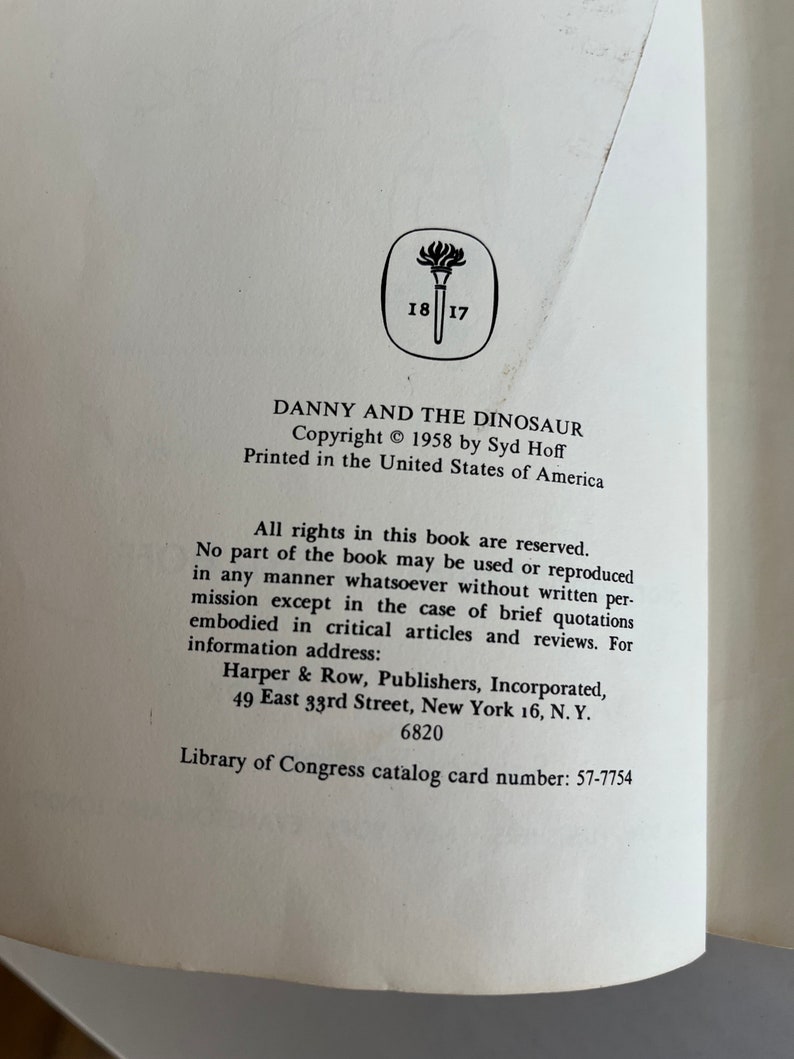 18 17
DANNY AND THE DINOSAUR
Copyright © 1958 by Syd Hoff
Printed in the United States of America
All rights in this book are reserved.
No part of the book may be used or reproduced
in any manner whatsoever without written per-
mission except in the case of brief quotations
embodied in critical articles and reviews. For
information address:
Harper & Row, Publishers, Incorporated,
49 East 33rd Street, New York 16, N. Y.
6820
Library of Congress catalog card number: 57-7754